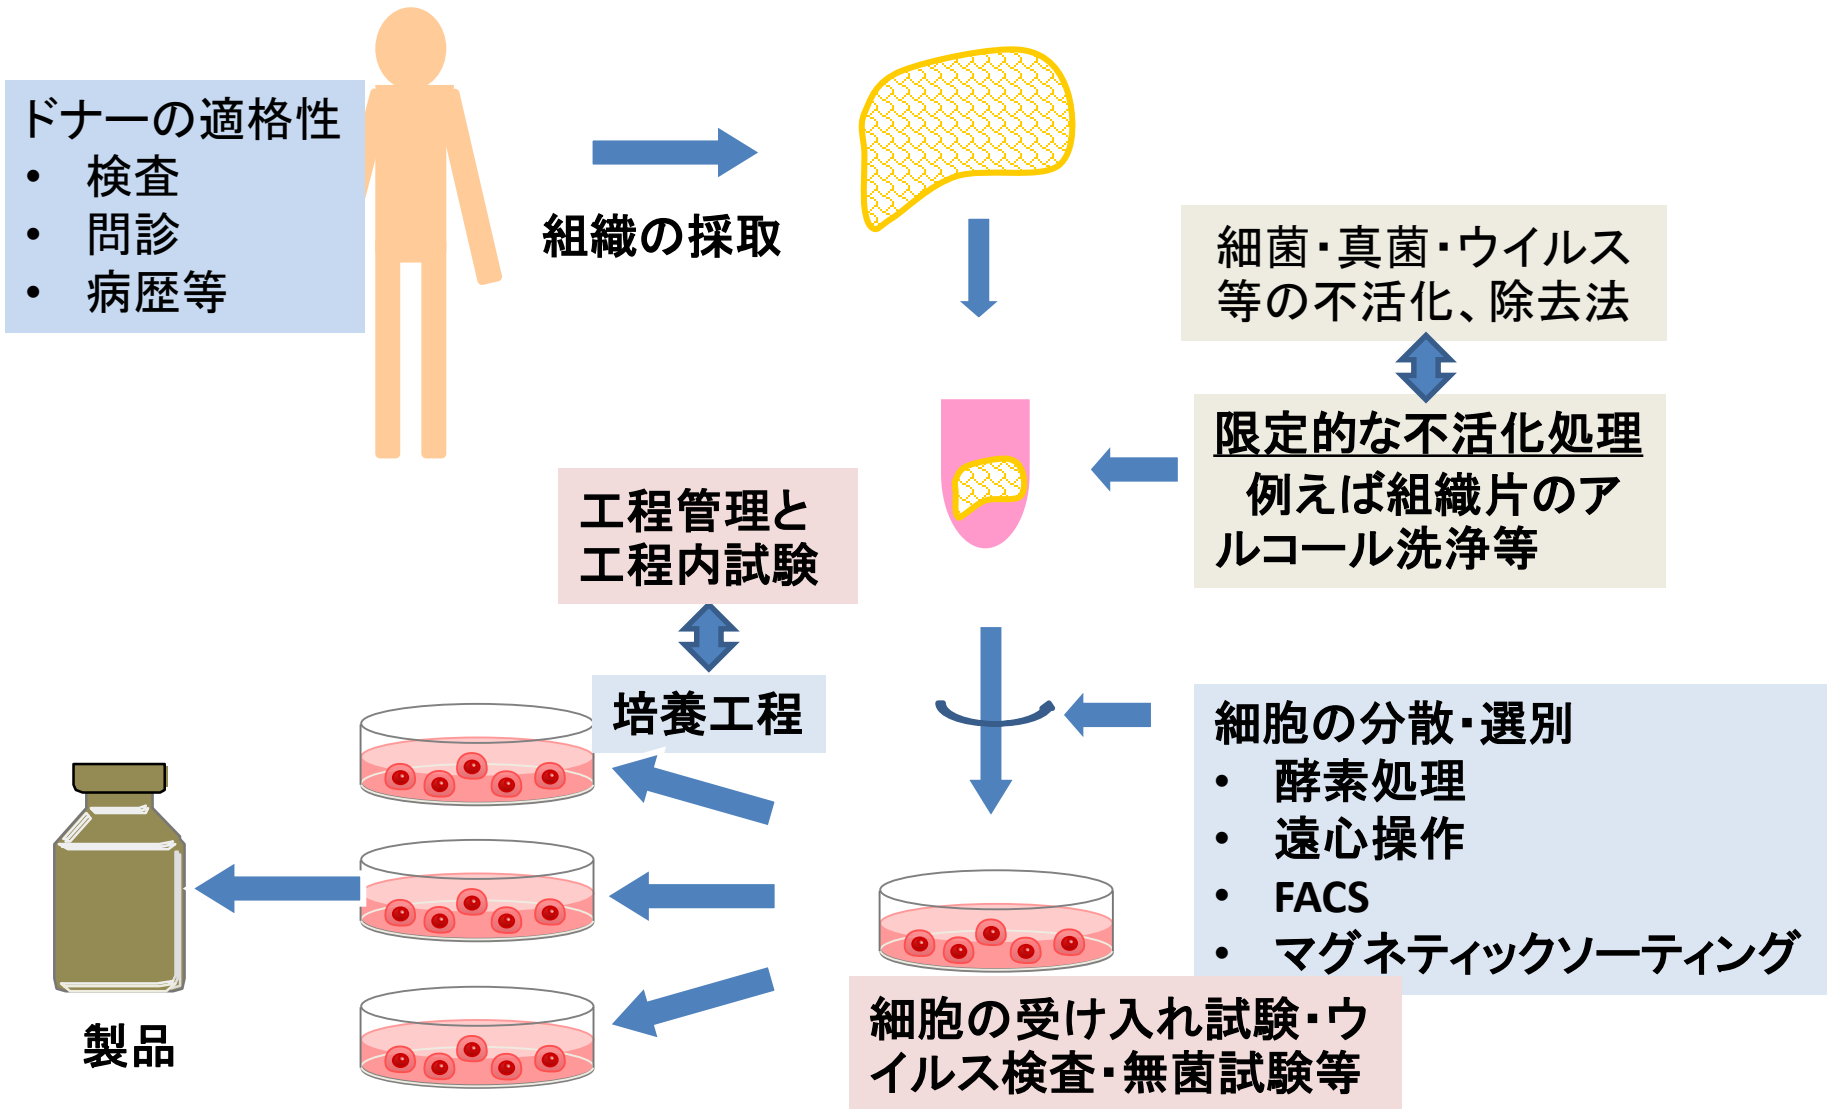 ドナーの適格性
• 検査
• 問診
• 病歴等
組織の採取
細菌・真菌・ウイルス
等の不活化、除去法
限定的な不活化処理
例えば組織片のア
ルコール洗浄等
工程管理と
工程内試験
培養工程
細胞の分散・選別
• 酵素処理
• 遠心操作
• FACS
• マグネティックソーティング
細胞の受け入れ試験・ウ
イルス検査・無菌試験等
製品